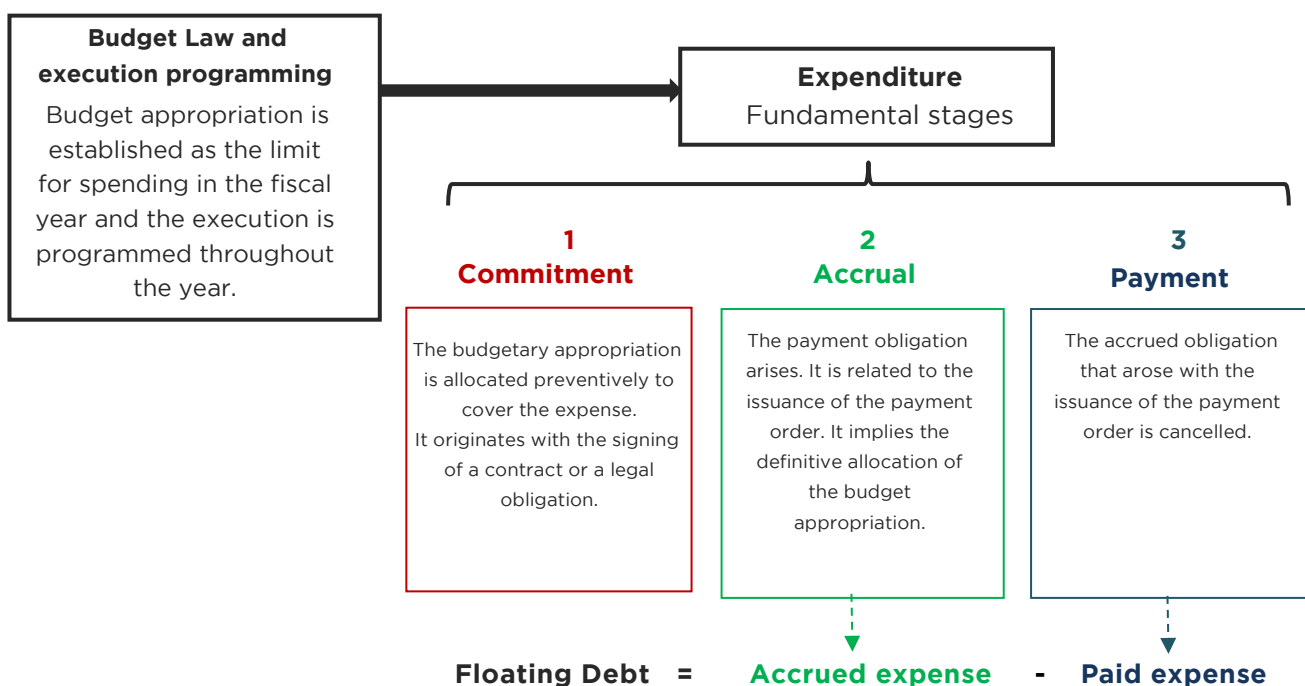 Budget Law and
execution programming
Budget appropriation is
established as the limit
for spending in the fiscal
year and the execution is
programmed throughout
the year.
Expenditure
Fundamental stages
1
Commitment
The budgetary appropriation
is allocated preventively to
cover the expense.
It originates with the signing
of a contract or a legal
obligation.
2
Accrual
The payment obligation
arises. It is related to the
issuance of the payment
order. It implies the
definitive allocation of
the budget
appropriation.
3
Payment
The accrued obligation
that arose with the
issuance of the payment
order is cancelled.
Floating Debt = Accrued expense - Paid expense